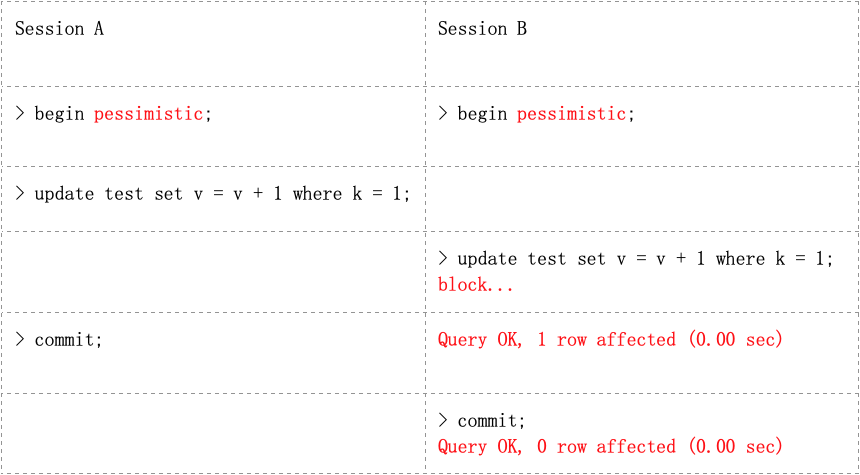 Session A
Session B
> begin pessimistic;
> begin pessimistic;
> update test set v = v + 1 where k = 1;
> update test set v = v + 1 where k = 1;
block...
> commit;
Query OK, 1 row affected (0.00 sec)
> commit;
Query OK, 0 row affected (0.00 sec)